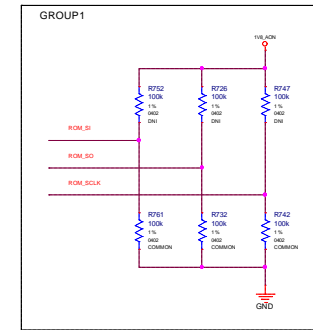 GROUP1
1V8_AON
R752
100k
1%
0402
DNI
R726
100k
1%
0402
DNI
R747
100k
1%
0402
DNI
ROM_SI
ROM_SO
ROM_SCLK
R761
100k
1%
0402
COMMON
R732
100k
1%
0402
COMMON
R742
100k
1%
0402
COMMON
GND